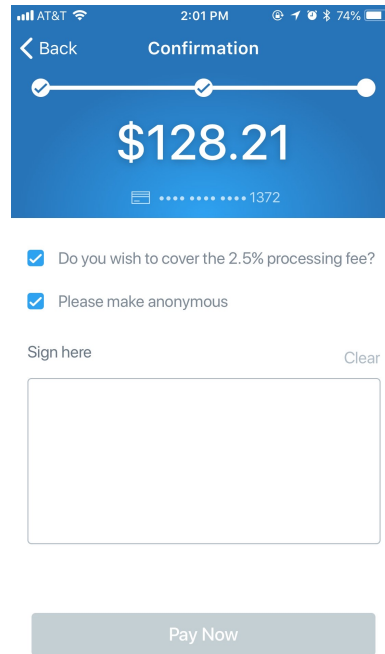 AT&T 2:01 PM 74%
Back Confirmation
$128.21
•••• •••• •••• 1372
Do you wish to cover the 2.5% processing fee?
Please make anonymous
Sign here Clear
Pay Now